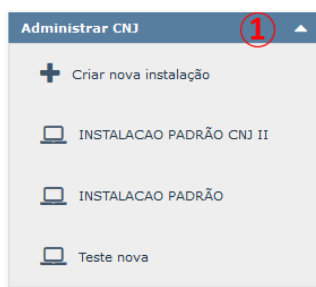 Administrar CNJ 1
Criar nova instalação
INSTALACAO PADRÃO CNJ II
INSTALACAO PADRÃO
Teste nova